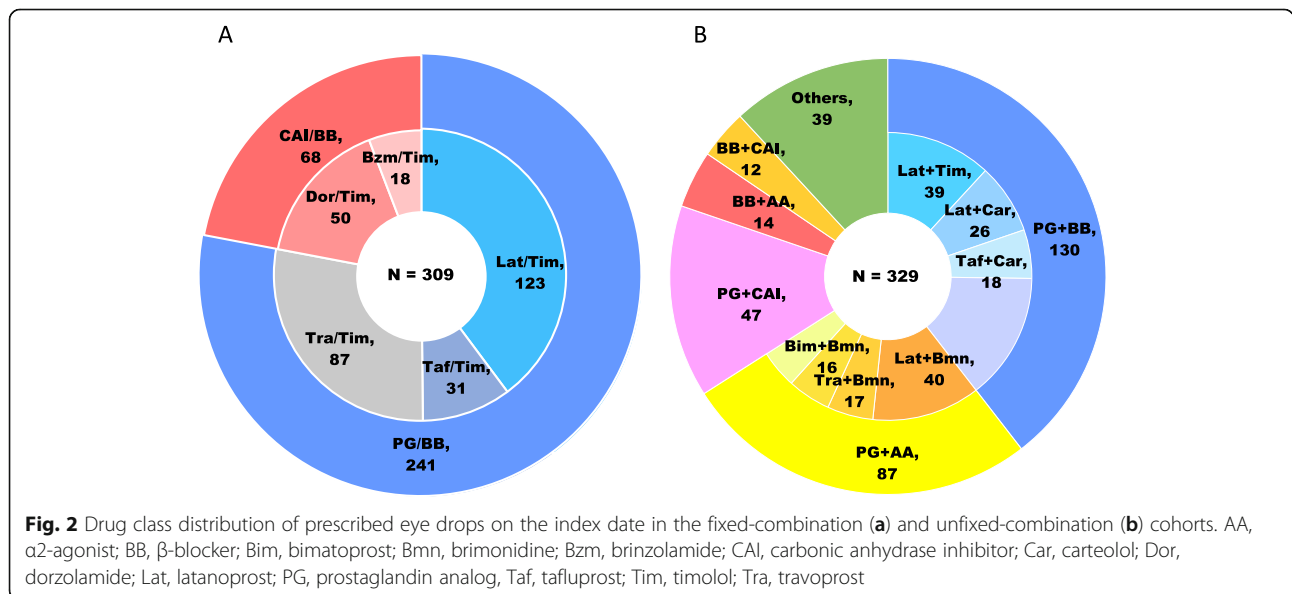 A
B
CAI/BB,
68
Bzm/Tim,
18
Dor/Tim,
50
N = 309
Lat/Tim,
123
Tra/Tim,
87
Taf/Tim,
31
PG/BB,
241
Others,
39
BB+CAI,
12
BB+AA,
14
Lat+Tim,
39
Lat+Car,
26
PG+BB,
130
Taf+Car,
18
N = 329
PG+CAI,
47
Bim+Bmn,
16
Tra+Bmn,
17
Lat+Bmn,
40
PG+AA,
87
Fig. 2 Drug class distribution of prescribed eye drops on the index date in the fixed-combination (a) and unfixed-combination (b) cohorts. AA,
α2-agonist; BB, β-blocker; Bim, bimatoprost; Bmn, brimonidine; Bzm, brinzolamide; CAI, carbonic anhydrase inhibitor; Car, carteolol; Dor,
dorzolamide; Lat, latanoprost; PG, prostaglandin analog, Taf, tafluprost; Tim, timolol; Tra, travoprost